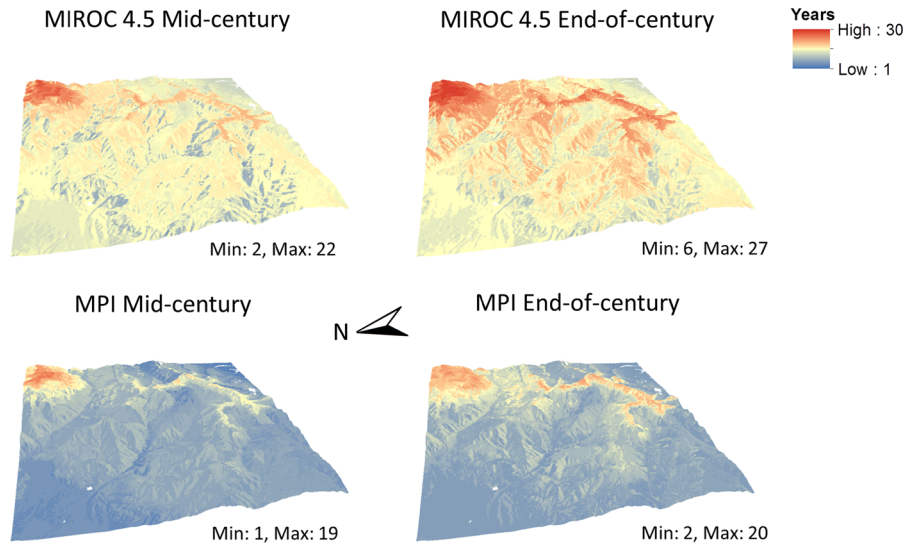 MIROC 4.5 Mid-century
MIROC 4.5 End-of-century
Years
High : 30
Low : 1
Min: 2, Max: 22
Min: 6, Max: 27
MPI Mid-century
MPI End-of-century
N
Min: 1, Max: 19
Min: 2, Max: 20